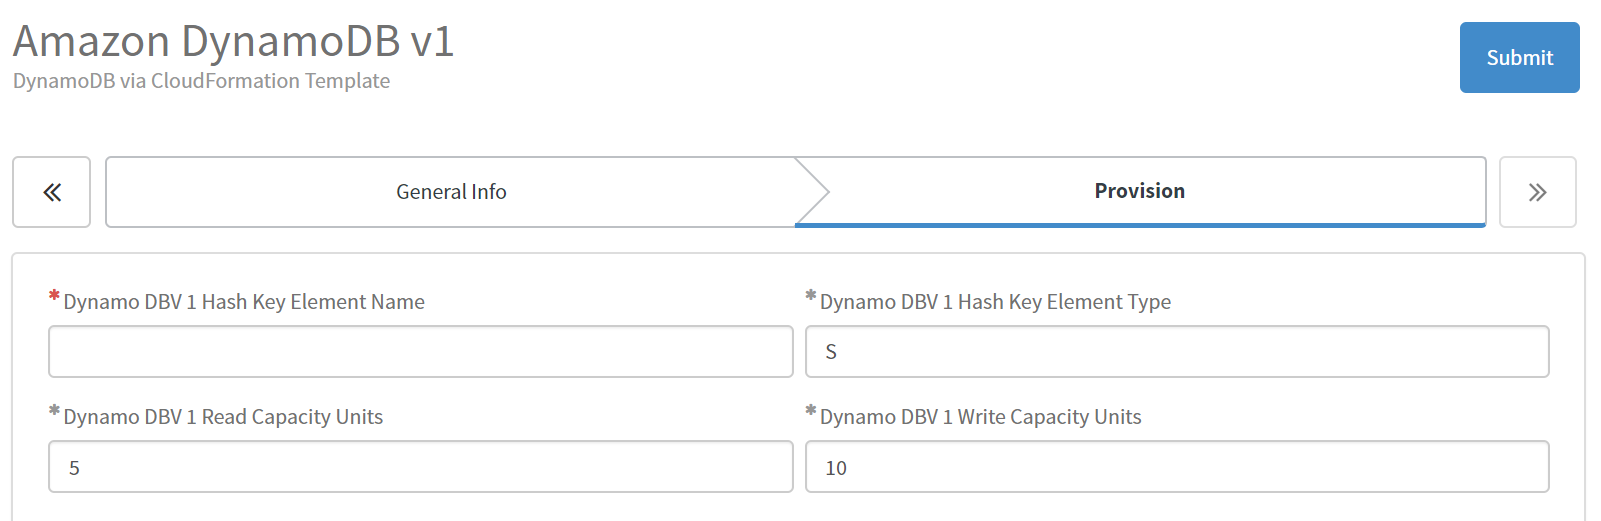 Amazon DynamoDB v1
DynamoDB via CloudFormation Template
Submit
General Info
Provision
* Dynamo DBV 1 Hash Key Element Name
* Dynamo DBV 1 Hash Key Element Type
S
* Dynamo DBV 1 Read Capacity Units
* Dynamo DBV 1 Write Capacity Units
5
10